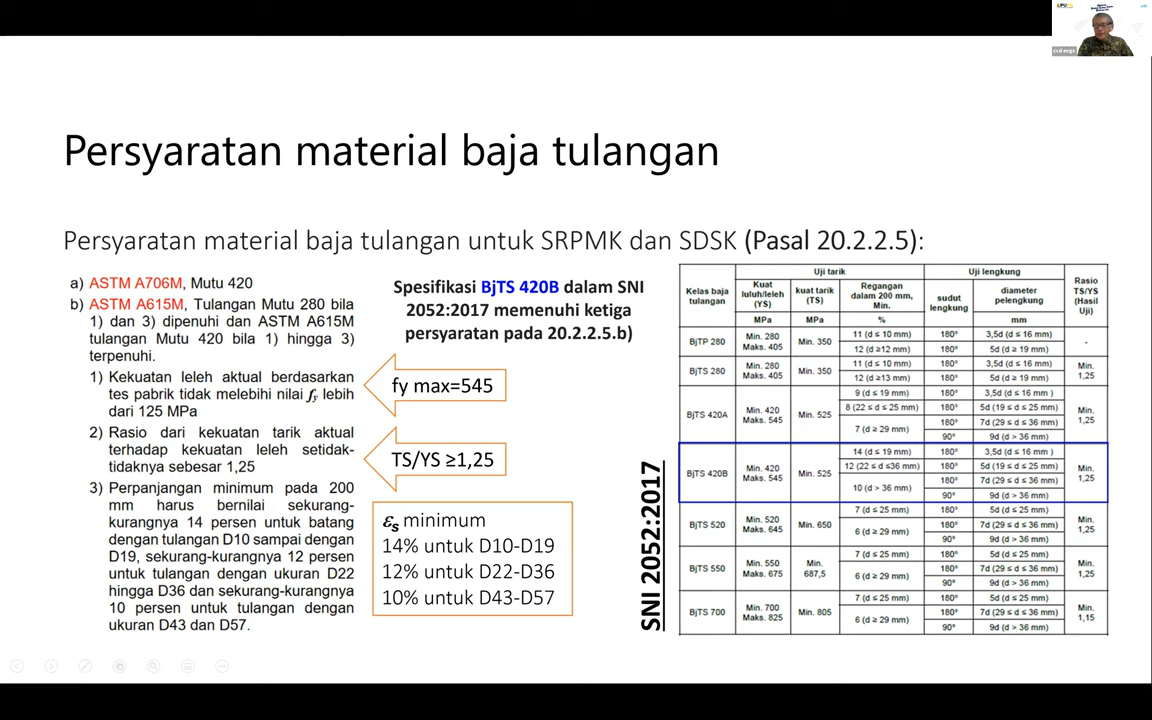 Persyaratan material baja tulangan
Persyaratan material baja tulangan untuk SRPMK dan SDSK (Pasal 20.2.2.5):
a) ASTM A706M, Mutu 420
b) ASTM A615M, Tulangan Mutu 280 bila
1) dan 3) dipenuhi dan ASTM A615M
tulangan Mutu 420 bila 1) hingga 3)
terpenuhi.
1) Kekuatan leleh aktual berdasarkan
tes pabrik tidak melebihi nilai fy lebih
dari 125 MPa
2) Rasio dari kekuatan tarik aktual
terhadap kekuatan leleh setidak-
tidaknya sebesar 1,25
3) Perpanjangan minimum pada 200
mm harus bernilai sekurang-
kurangnya 14 persen untuk batang
dengan tulangan D10 sampai dengan
D19, sekurang-kurangnya 12 persen
untuk tulangan dengan ukuran D22
hingga D36 dan sekurang-kurangnya
10 persen untuk tulangan dengan
ukuran D43 dan D57.
Spesifikasi BjTS 420B dalam SNI
2052:2017 memenuhi ketiga
persyaratan pada 20.2.2.5.b)
fy max=545
TS/YS ≥1,25
εs minimum
14% untuk D10-D19
12% untuk D22-D36
10% untuk D43-D57
SNI 2052:2017
Kelas baja tulangan Uji tarik Uji lengkung Rasio TS/YS (Hasil Uji)
Kuat luluh/leleh (YS) kuat tarik (TS) Regangan dalam 200 mm, Min. sudut lengkung diameter pelengkung
MPa MPa % mm
BjTP 280 Min. 280 Maks. 405 Min. 350 11 (d ≤ 10 mm) 180° 3,5d (d ≤ 16 mm) -
12 (d ≥12 mm) 180° 5d (d ≥ 19 mm)
BjTS 280 Min. 280 Maks. 405 Min. 350 11 (d ≤ 10 mm) 180° 3,5d (d ≤ 16 mm) Min. 1,25
12 (d ≥13 mm) 180° 5d (d ≥ 19 mm)
BjTS 420A Min. 420 Maks. 545 Min. 525 9 (d ≤ 19 mm) 180° 3,5d (d ≤ 16 mm ) Min. 1,25
8 (22 ≤ d ≤ 25 mm) 180° 5d (19 ≤ d ≤ 25 mm)
7 (d ≥ 29 mm) 180° 7d (29 ≤ d ≤ 36 mm)
90° 9d (d > 36 mm)
BjTS 420B Min. 420 Maks. 545 Min. 525 14 (d ≤ 19 mm) 180° 3,5d (d ≤ 16 mm ) Min. 1,25
12 (22 ≤ d ≤36 mm) 180° 5d (19 ≤ d ≤ 25 mm)
10 (d > 36 mm) 180° 7d (29 ≤ d ≤ 36 mm)
90° 9d (d > 36 mm)
BjTS 520 Min. 520 Maks. 645 Min. 650 7 (d ≤ 25 mm) 180° 5d (d ≤ 25 mm) Min. 1,25
6 (d ≥ 29 mm) 180° 7d (29 ≤ d ≤ 36 mm)
90° 9d (d > 36 mm)
BjTS 550 Min. 550 Maks. 675 Min. 687,5 7 (d ≤ 25 mm) 180° 5d (d ≤ 25 mm) Min. 1,25
6 (d ≥ 29 mm) 180° 7d (29 ≤ d ≤ 36 mm)
90° 9d (d > 36 mm)
BjTS 700 Min. 700 Maks. 825 Min. 805 7 (d ≤ 25 mm) 180° 5d (d ≤ 25 mm) Min. 1,15
6 (d ≥ 29 mm) 180° 7d (29 ≤ d ≤ 36 mm)
90° 9d (d > 36 mm)